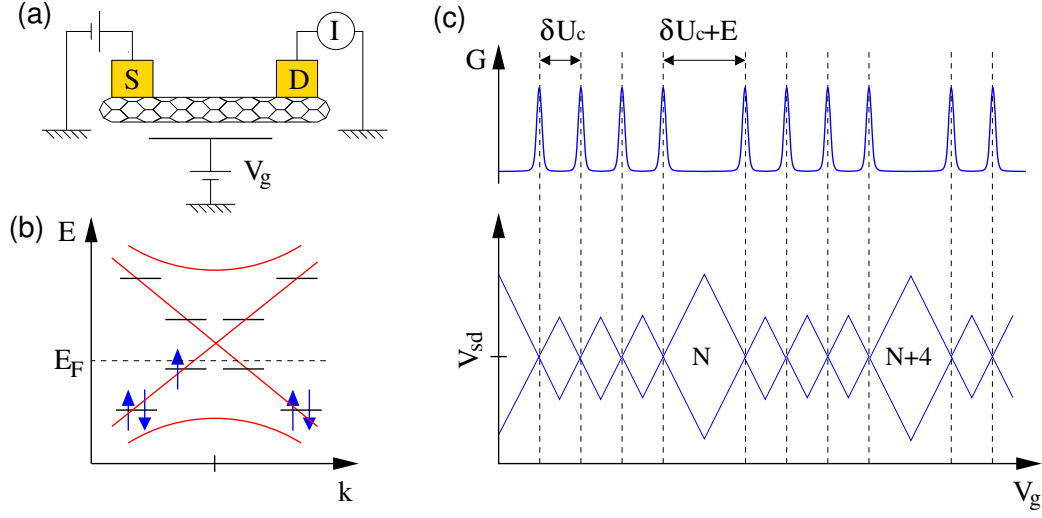 (a)
S
D
I
V_g
(b)
E
E_F
k
(c)
G
δU_c
δU_c+E
V_sd
N
N+4
V_g